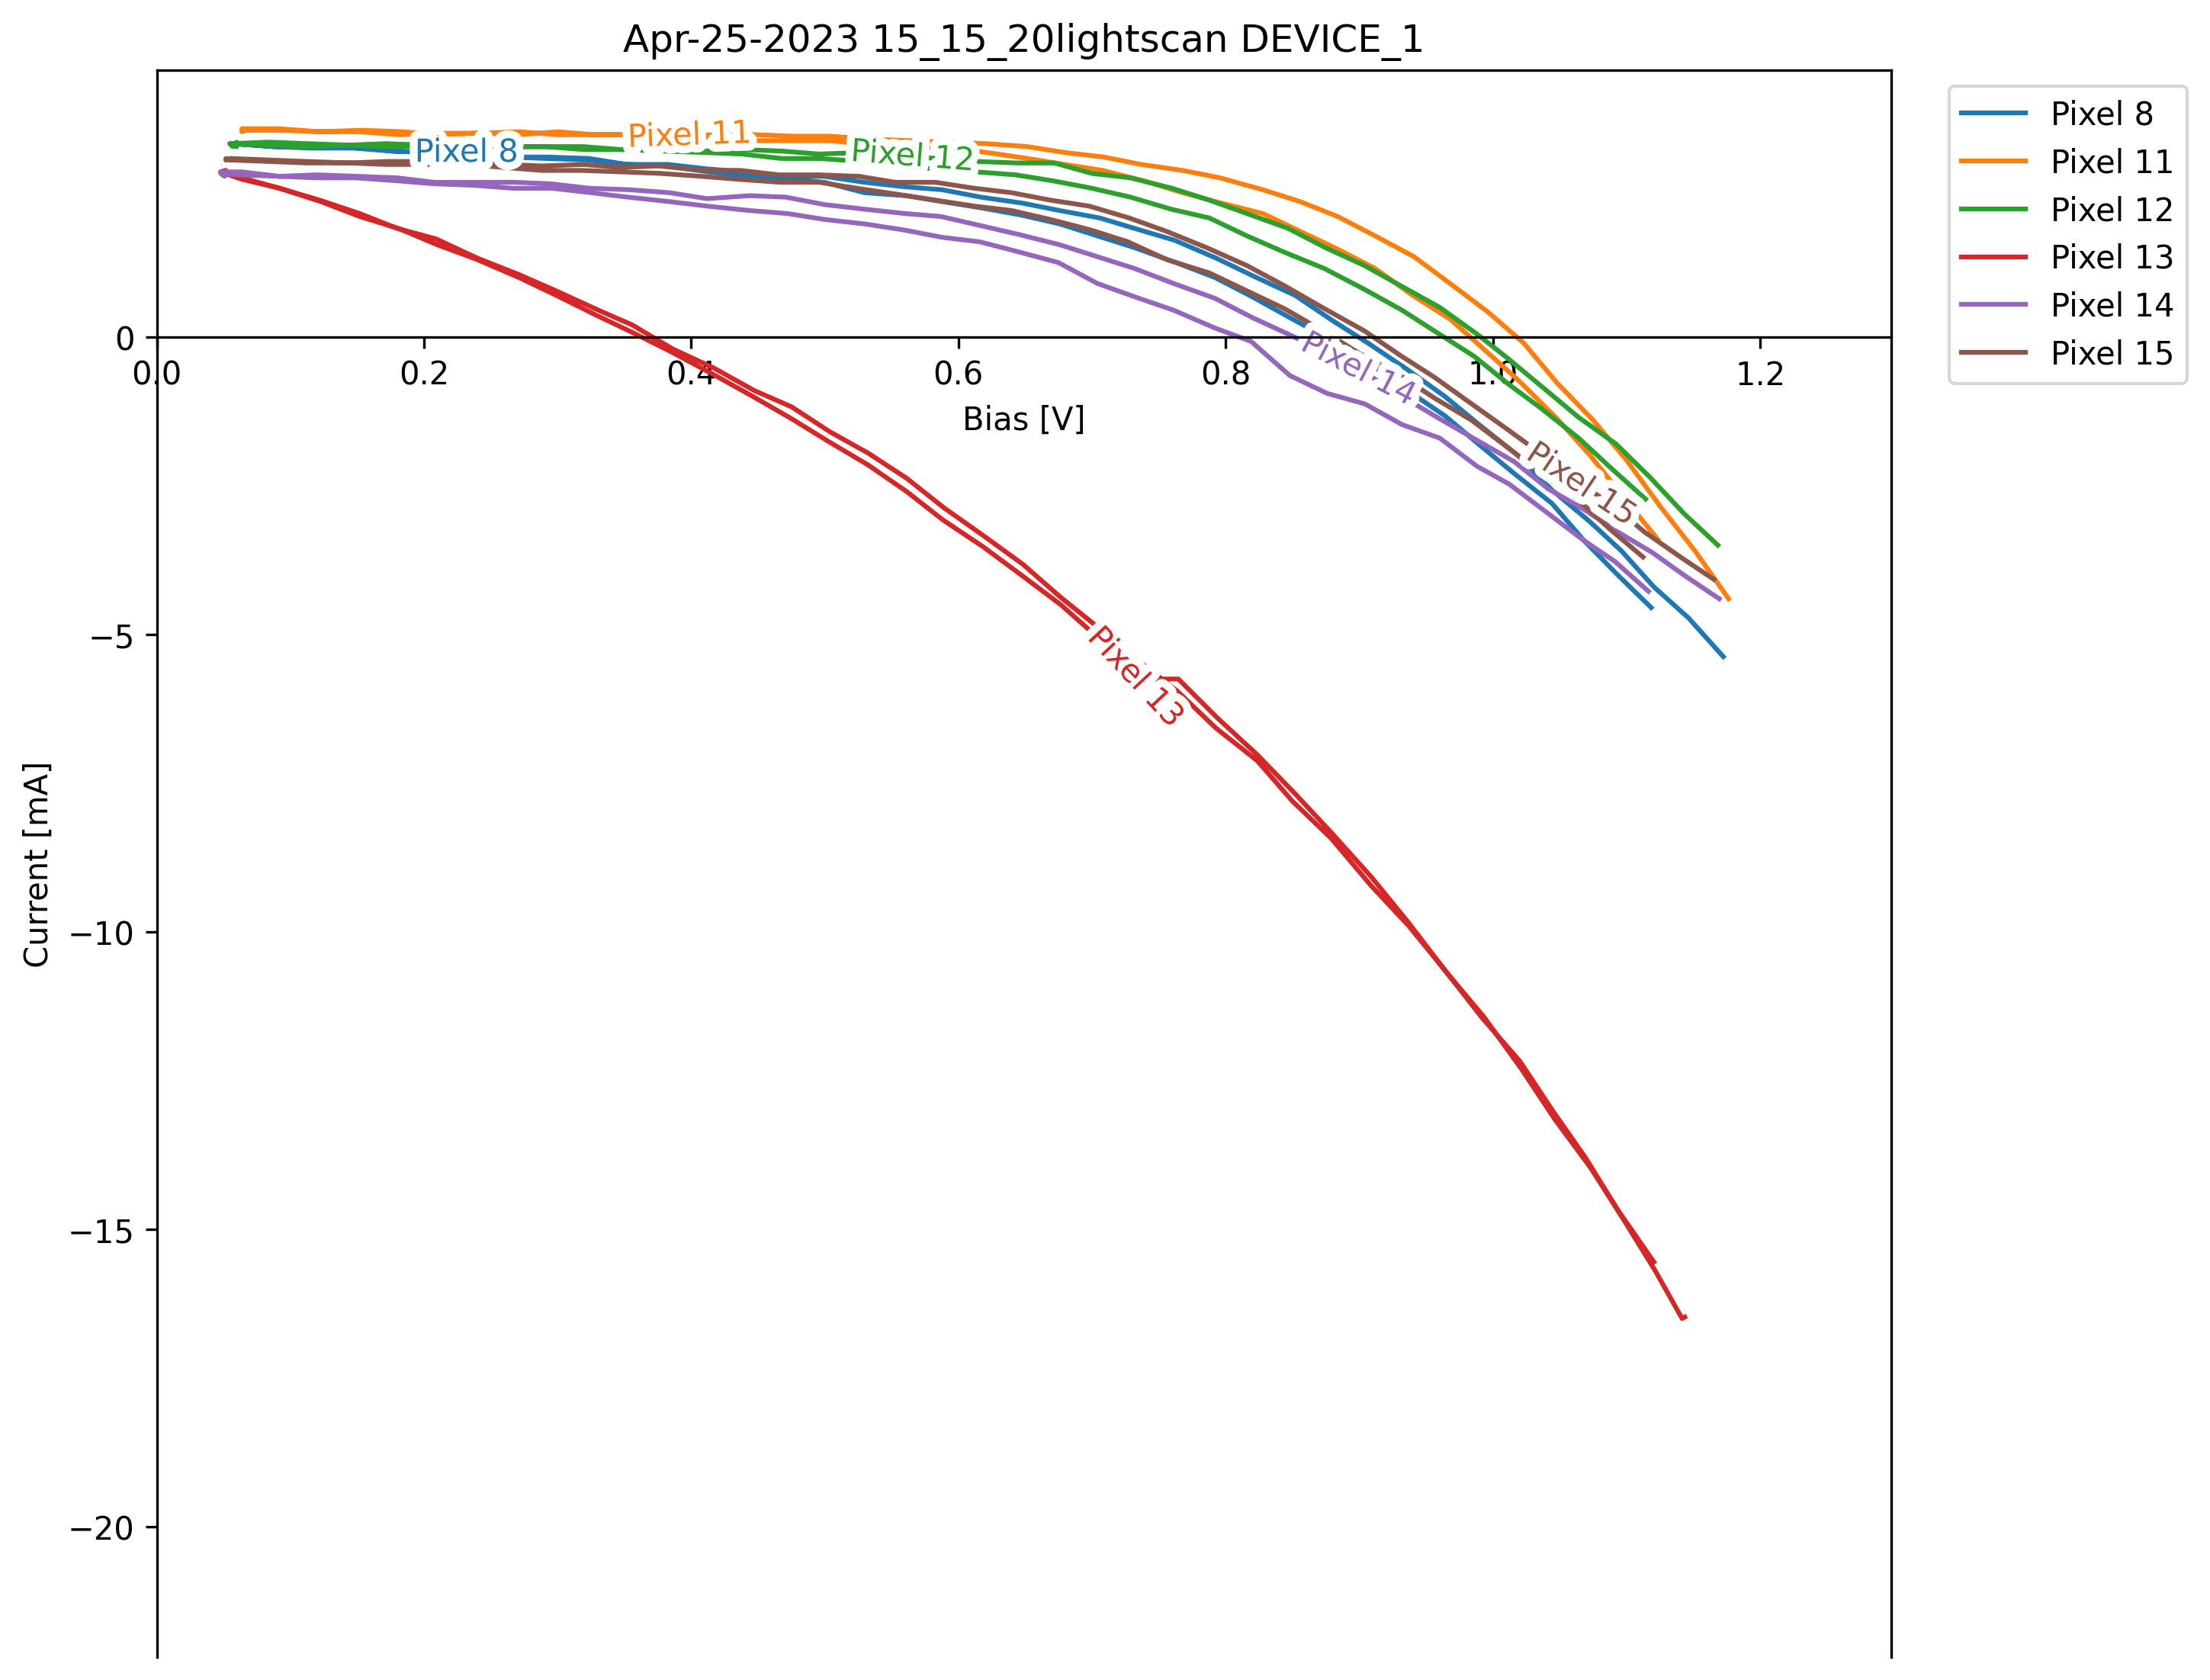 Apr-25-2023 15_15_20lightscan DEVICE_1
Pixel 8
Pixel 11
Pixel 12
Pixel 13
Pixel 14
Pixel 15
Pixel 11
Pixel 8
Pixel 12
Pixel 14
Pixel 15
Pixel 13
0
−5
−10
−15
−20
Current [mA]
0.0
0.2
0.4
0.6
0.8
1.0
1.2
Bias [V]